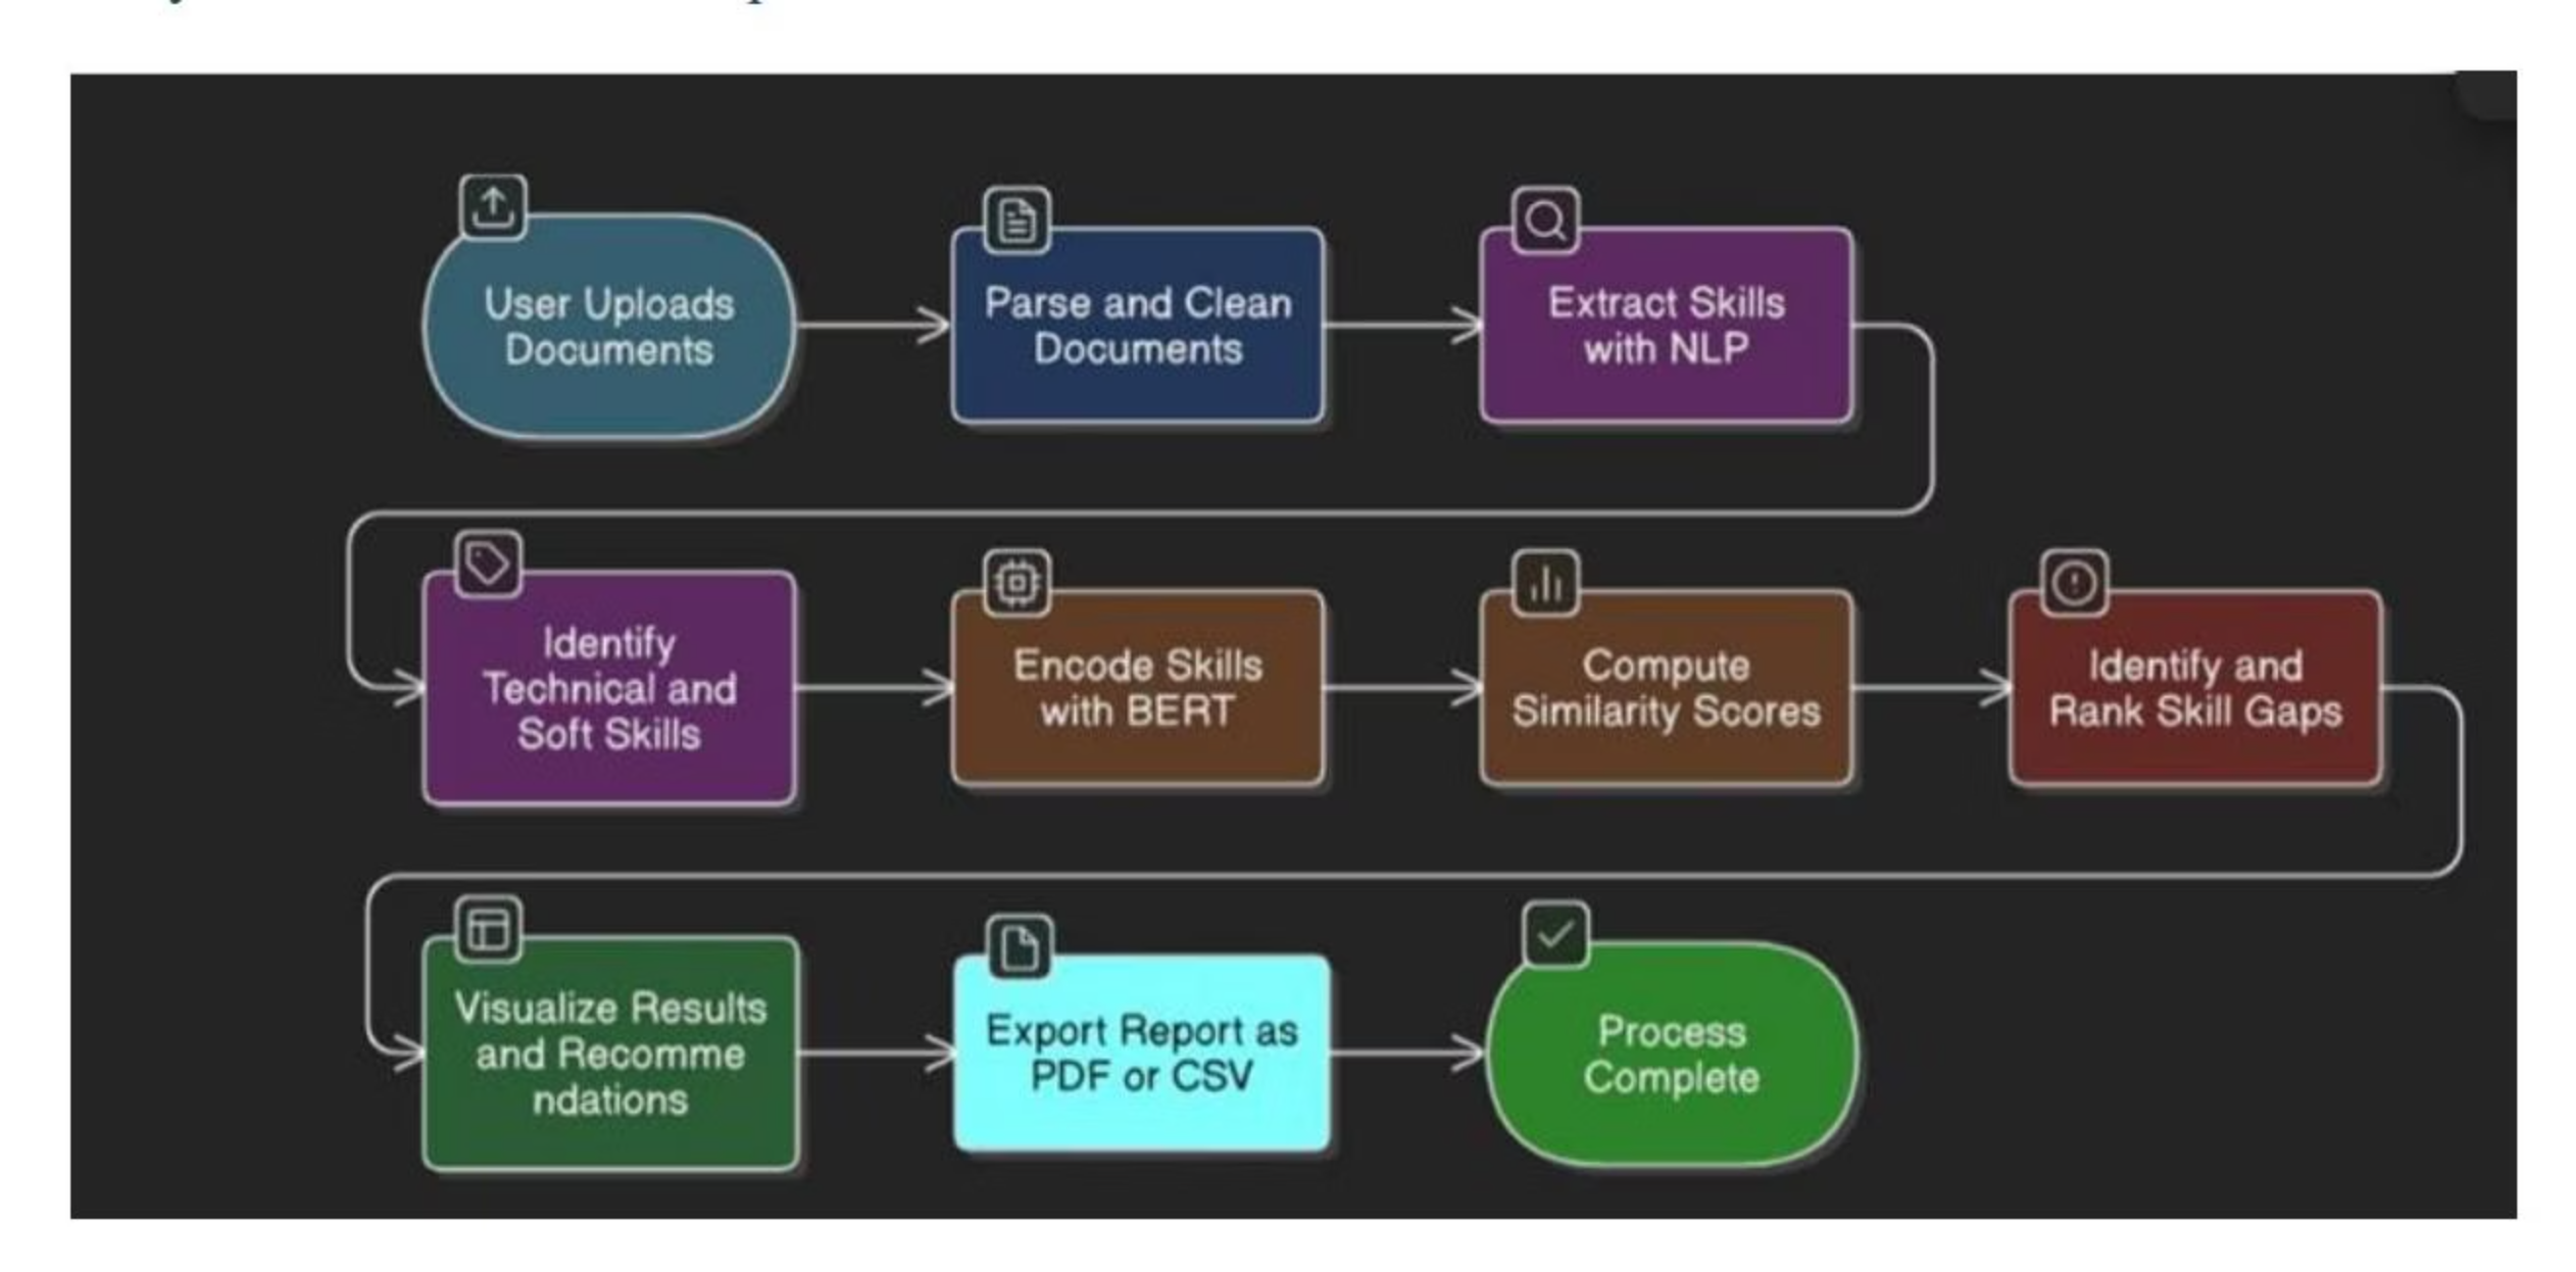 User Uploads
Documents
Parse and Clean
Documents
Extract Skills
with NLP
Identify
Technical and
Soft Skills
Encode Skills
with BERT
Compute
Similarity Scores
Identify and
Rank Skill Gaps
Visualize Results
and Recomme
ndations
Export Report as
PDF or CSV
Process
Complete